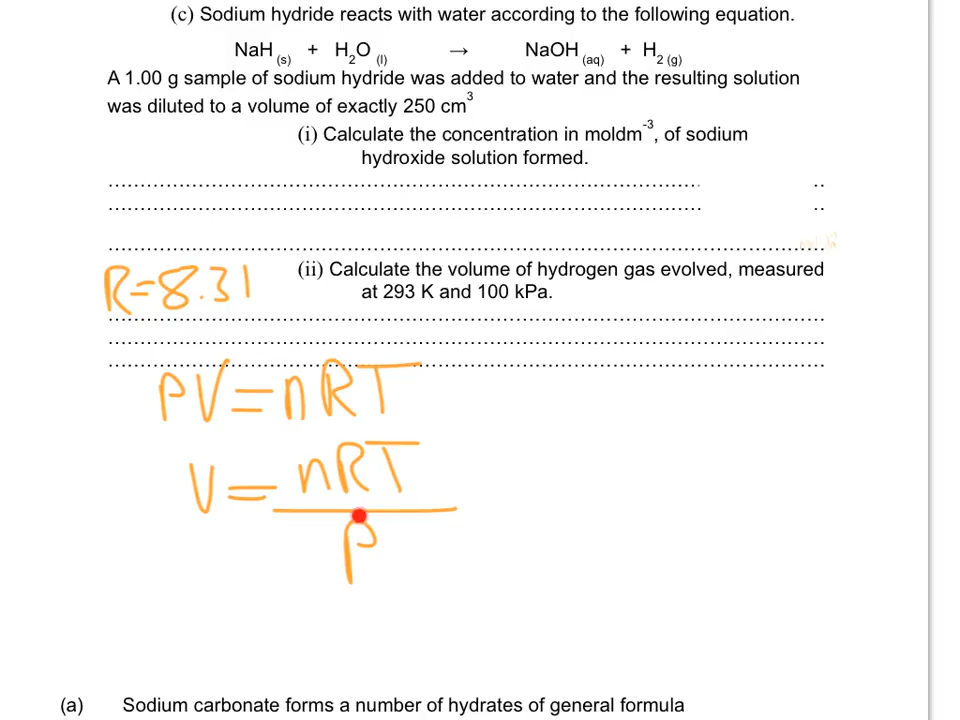 (c) Sodium hydride reacts with water according to the following equation.
NaH (s) + H2O (l) → NaOH (aq) + H2 (g)
A 1.00 g sample of sodium hydride was added to water and the resulting solution
was diluted to a volume of exactly 250 cm3
(i) Calculate the concentration in moldm-3, of sodium
hydroxide solution formed.
(ii) Calculate the volume of hydrogen gas evolved, measured
R=8.31
at 293 K and 100 kPa.
PV=nRT
V=nRT
P
(a) Sodium carbonate forms a number of hydrates of general formula